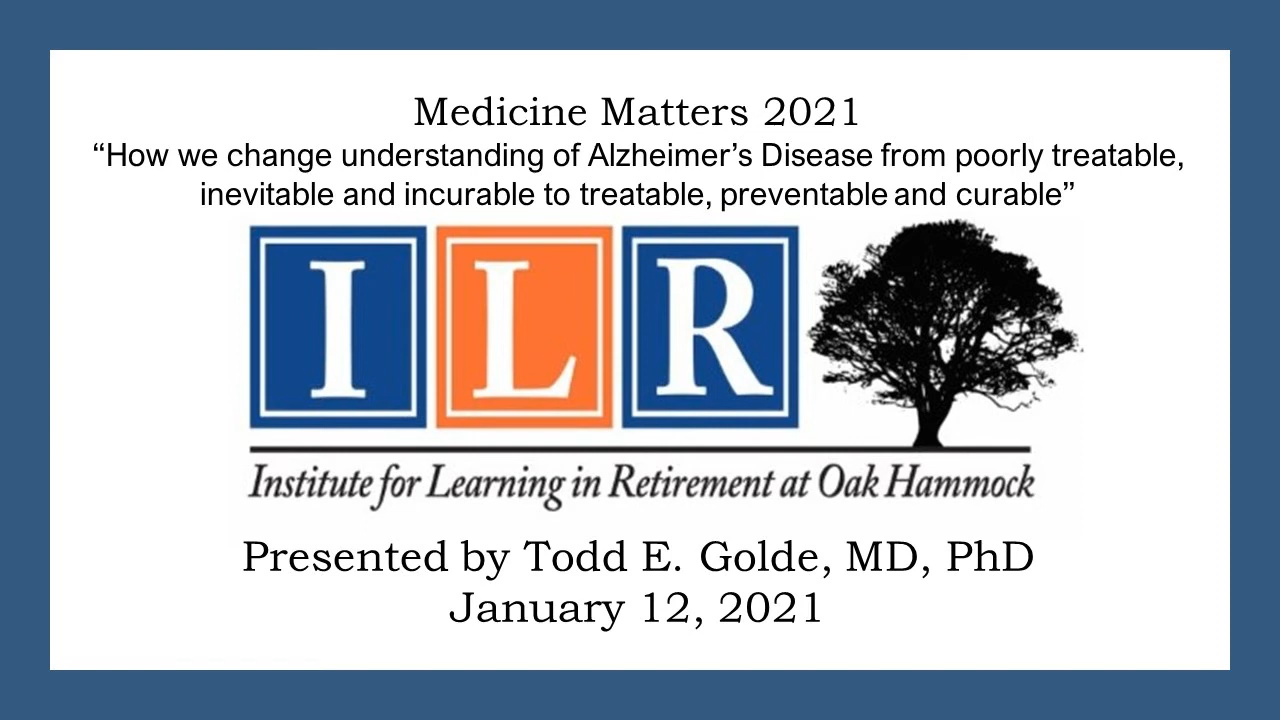 Medicine Matters 2021
“How we change understanding of Alzheimer’s Disease from poorly treatable,
inevitable and incurable to treatable, preventable and curable”
I L R
Institute for Learning in Retirement at Oak Hammock
Presented by Todd E. Golde, MD, PhD
January 12, 2021